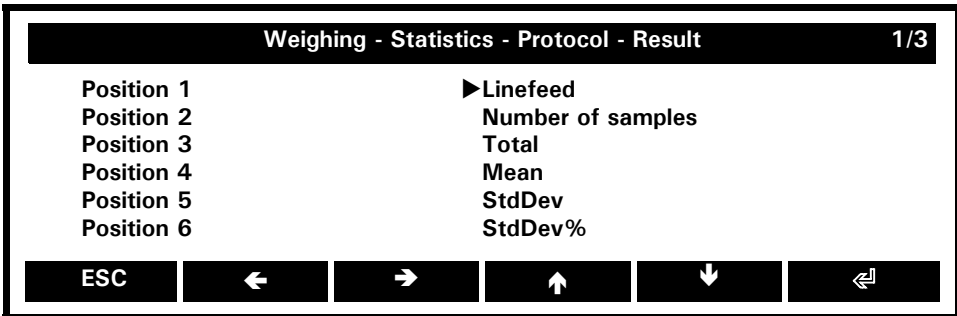 Weighing - Statistics - Protocol - Result 1/3
Position 1 ▶Linefeed
Position 2 Number of samples
Position 3 Total
Position 4 Mean
Position 5 StdDev
Position 6 StdDev%
ESC ← → ↑ ↓ ↵